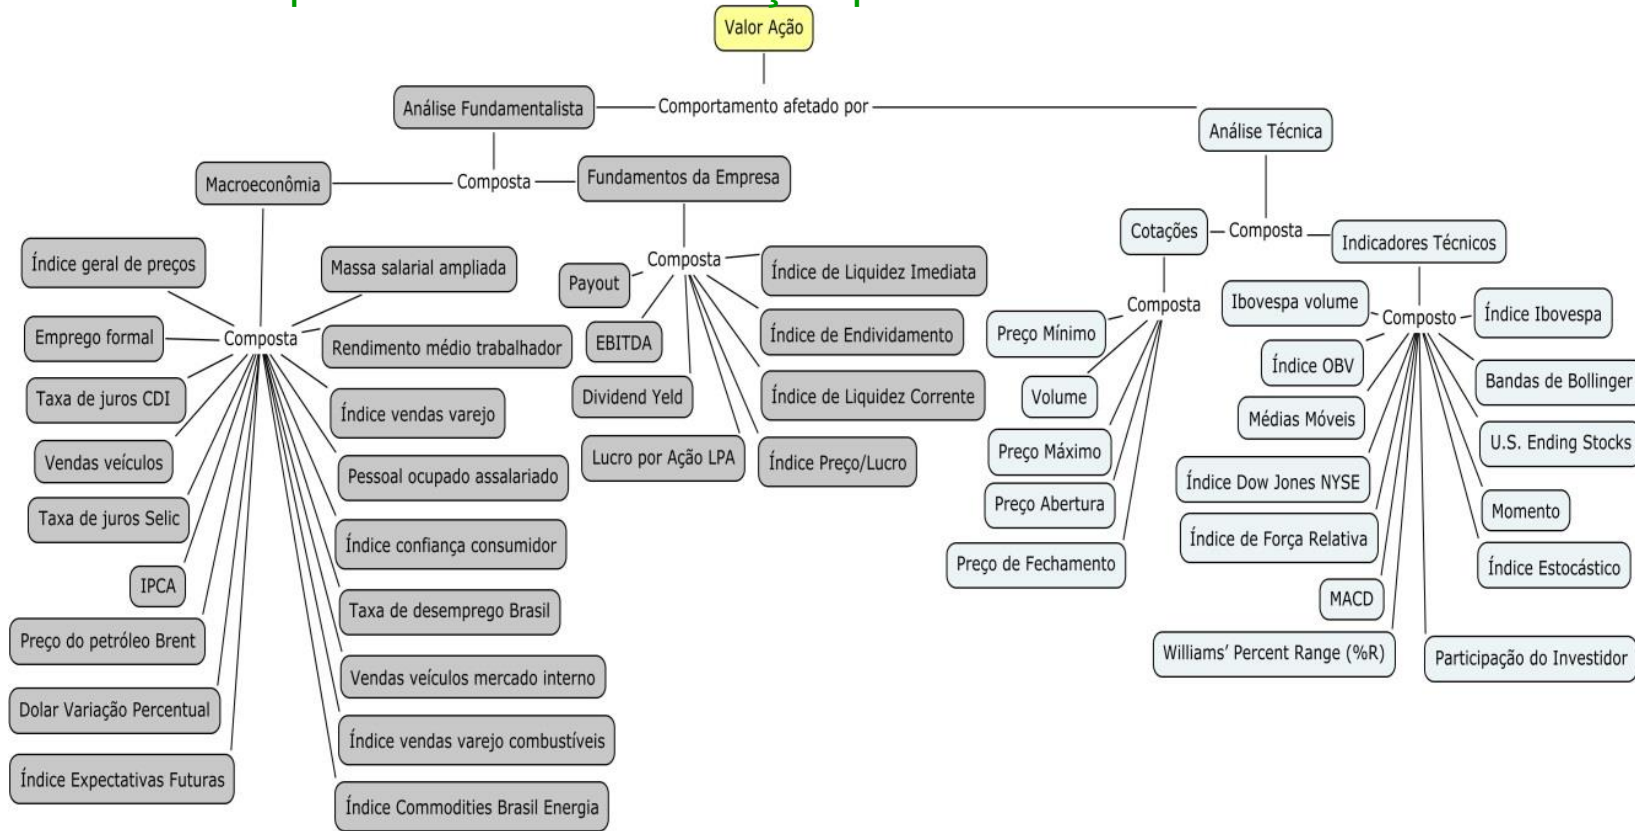 Valor Ação
Análise Fundamentalista
Comportamento afetado por
Análise Técnica
Macroeconômia
Composta
Fundamentos da Empresa
Cotações
Composta
Indicadores Técnicos
Índice geral de preços
Massa salarial ampliada
Emprego formal
Composta
Rendimento médio trabalhador
Taxa de juros CDI
Índice vendas varejo
Vendas veículos
Pessoal ocupado assalariado
Taxa de juros Selic
Índice confiança consumidor
IPCA
Taxa de desemprego Brasil
Preço do petróleo Brent
Vendas veículos mercado interno
Dolar Variação Percentual
Índice vendas varejo combustíveis
Índice Expectativas Futuras
Índice Commodities Brasil Energia
Composta
Payout
Índice de Liquidez Imediata
EBITDA
Índice de Endividamento
Dividend Yeld
Índice de Liquidez Corrente
Lucro por Ação LPA
Índice Preço/Lucro
Composta
Preço Mínimo
Volume
Preço Máximo
Preço Abertura
Preço de Fechamento
Ibovespa volume
Composto
Índice Ibovespa
Índice OBV
Bandas de Bollinger
Médias Móveis
U.S. Ending Stocks
Índice Dow Jones NYSE
Momento
Índice de Força Relativa
Índice Estocástico
MACD
Williams' Percent Range (%R)
Participação do Investidor